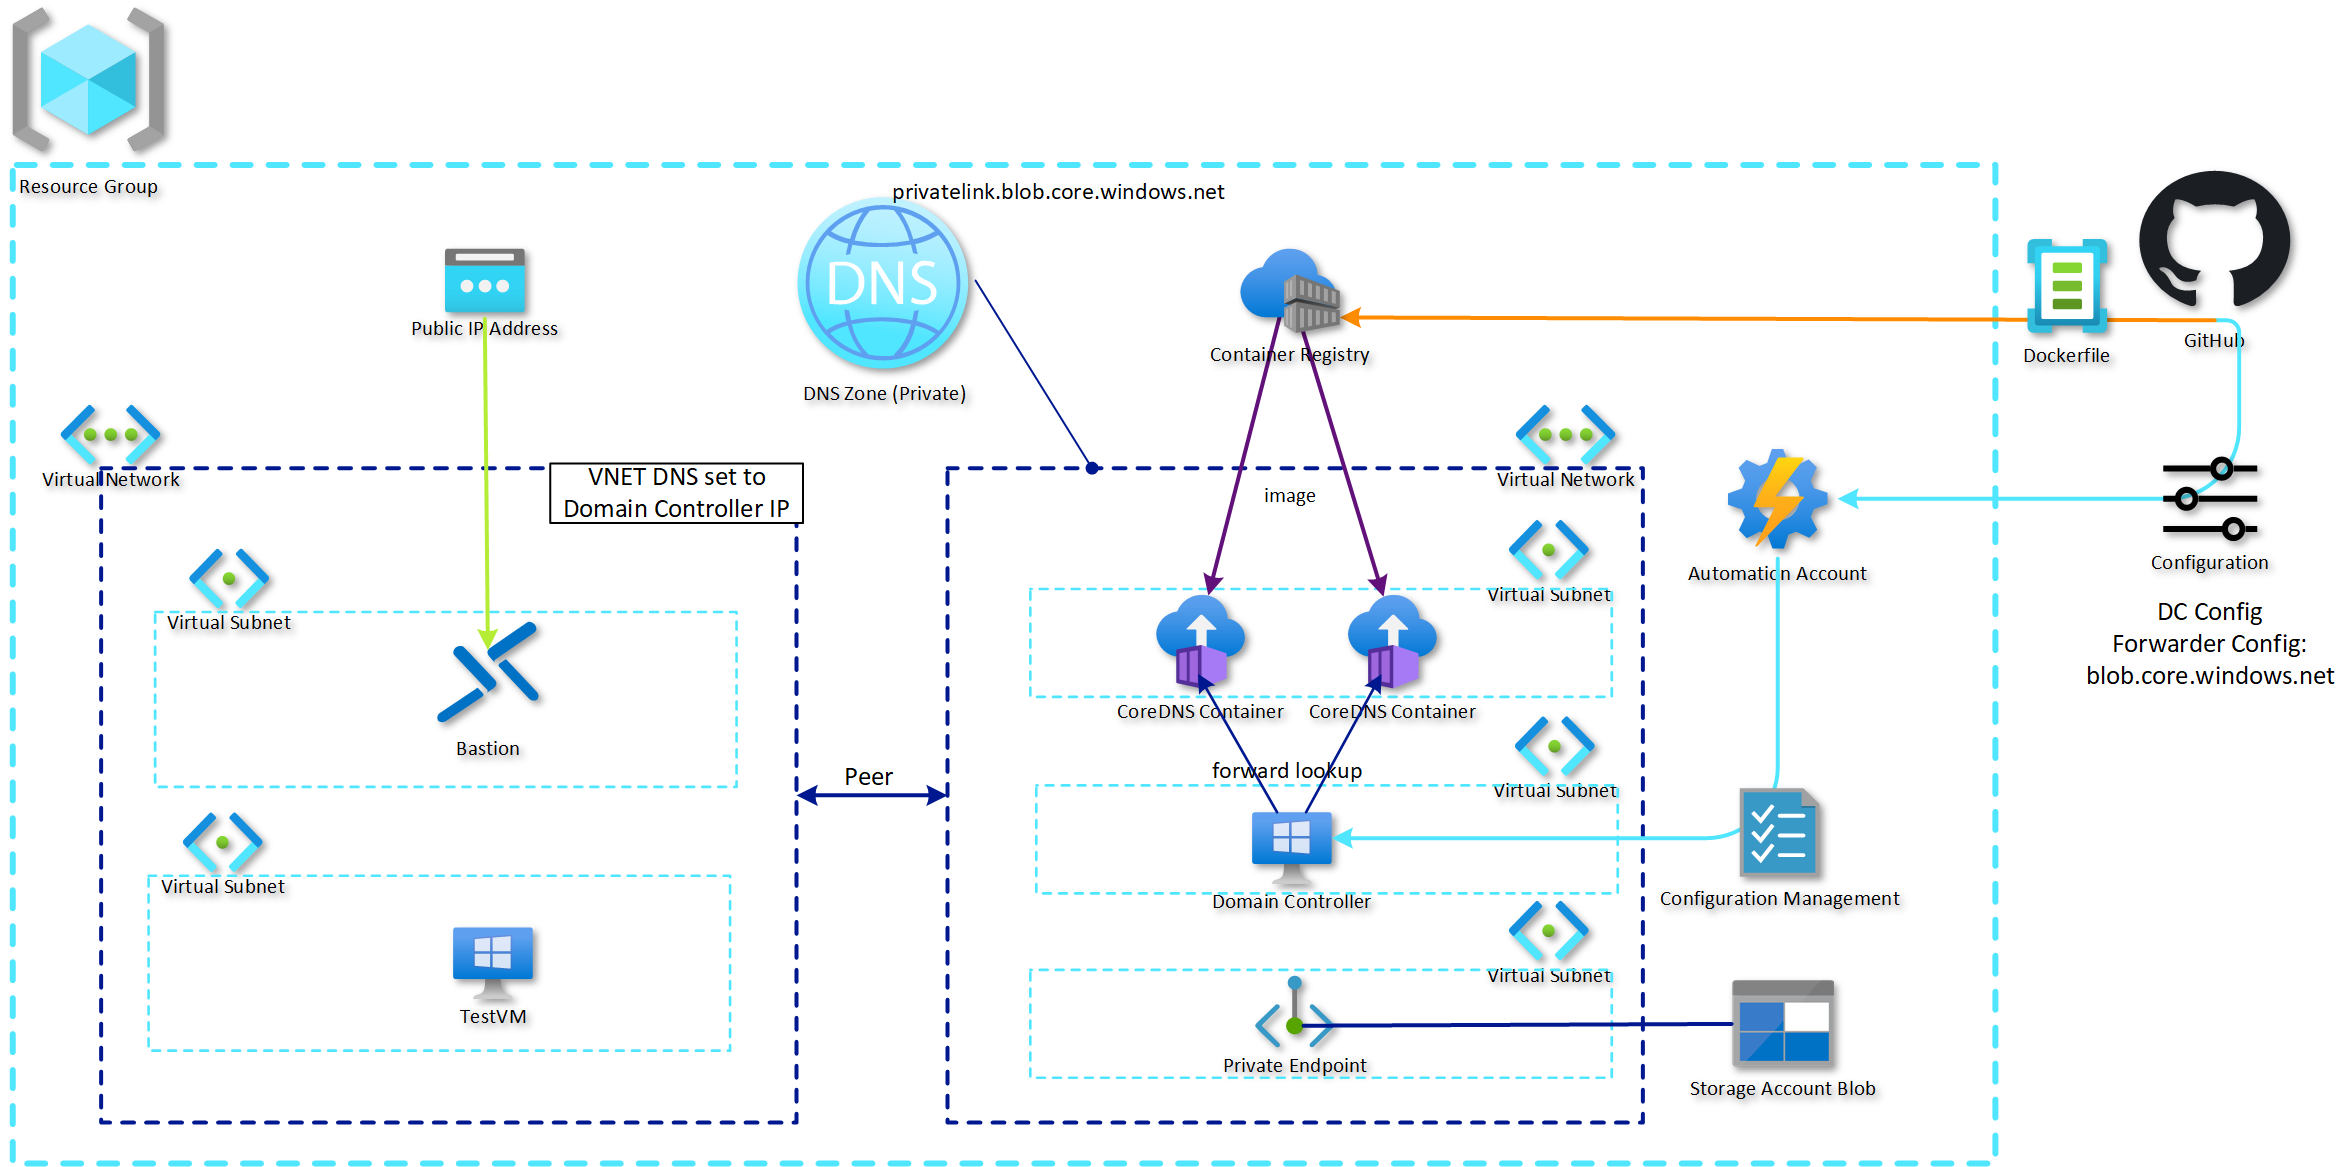 Resource Group
privatelink.blob.core.windows.net
DNS
Public IP Address
DNS Zone (Private)
Container Registry
Dockerfile
GitHub
Virtual Network
VNET DNS set to
Domain Controller IP
image
Virtual Network
Automation Account
Configuration
DC Config
Forwarder Config:
blob.core.windows.net
Virtual Subnet
Bastion
Virtual Subnet
CoreDNS Container
CoreDNS Container
Peer
forward lookup
Virtual Subnet
Virtual Subnet
TestVM
Domain Controller
Configuration Management
Virtual Subnet
Private Endpoint
Storage Account Blob